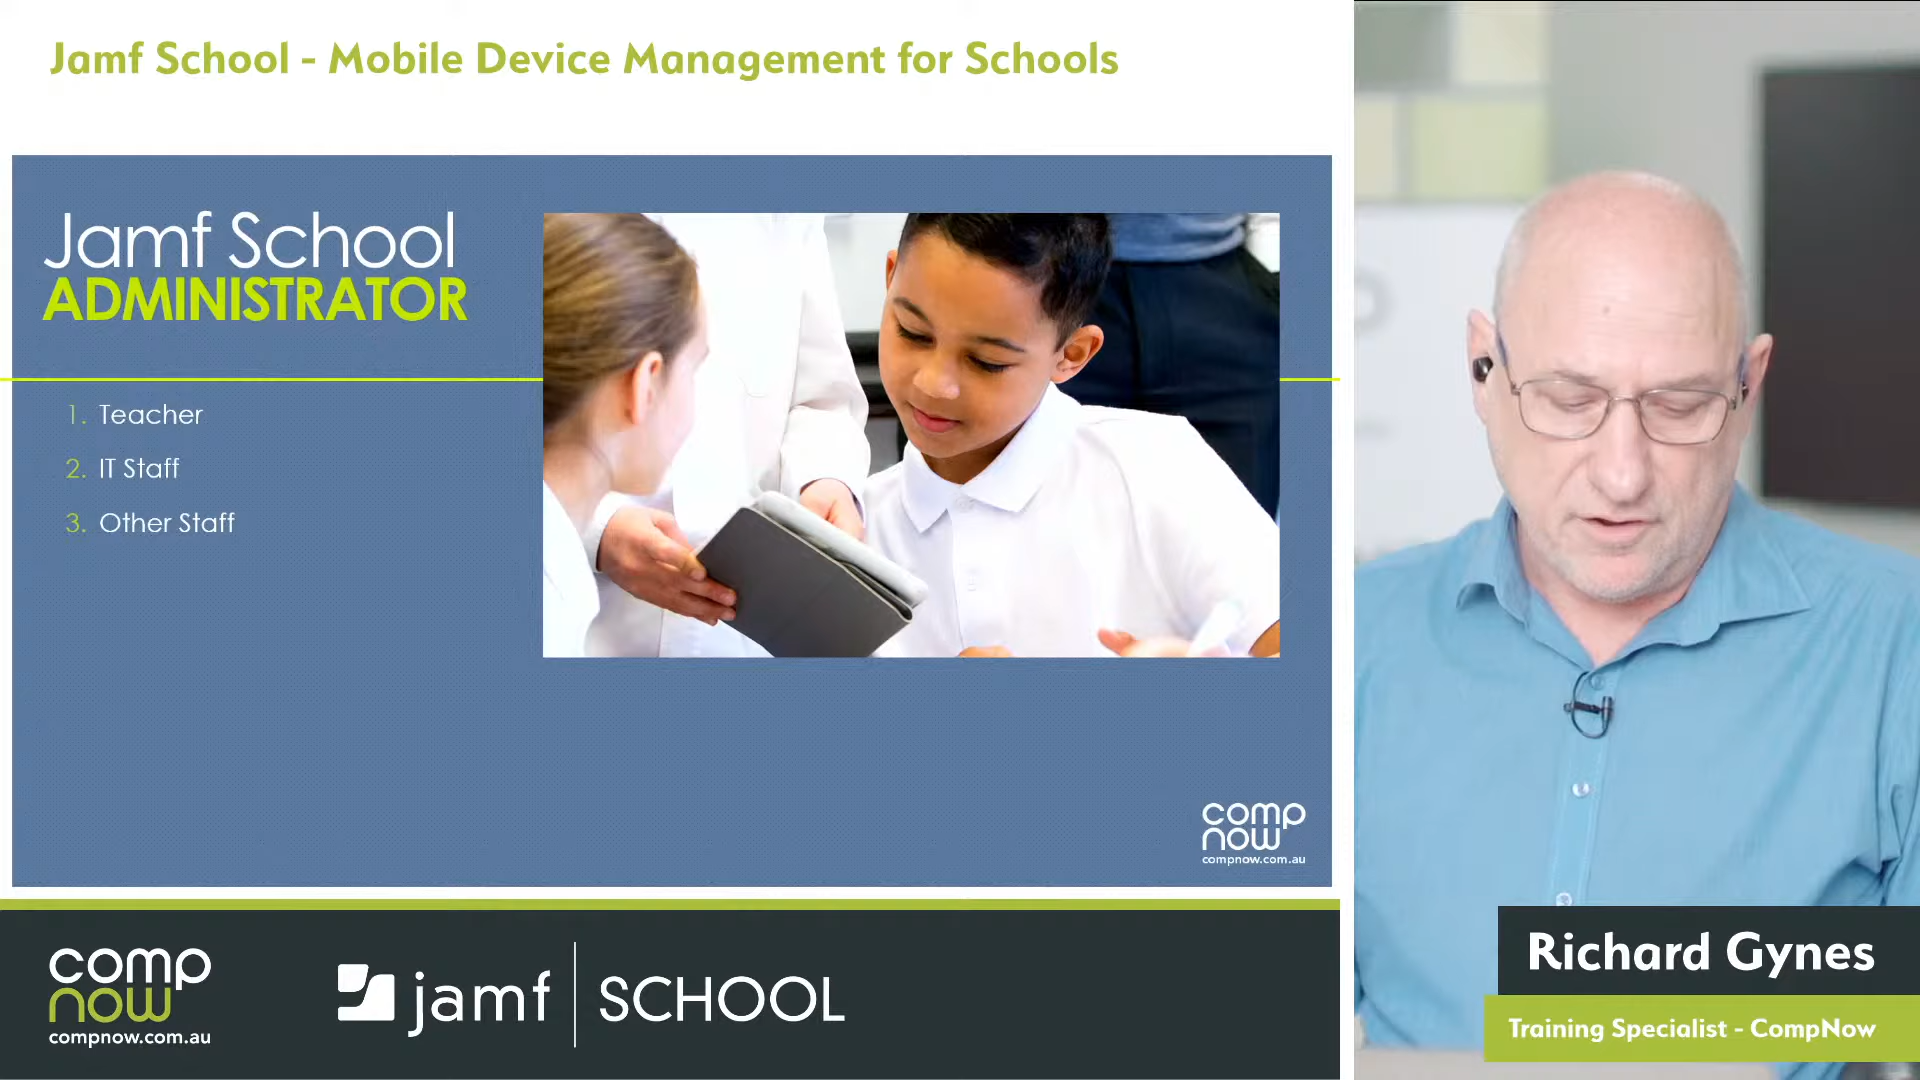 Jamf School - Mobile Device Management for Schools
Jamf School
ADMINISTRATOR
1. Teacher
2. IT Staff
3. Other Staff
comp
now
compnow.com.au
comp
now
compnow.com.au
jamf | SCHOOL
Richard Gynes
Training Specialist - CompNow